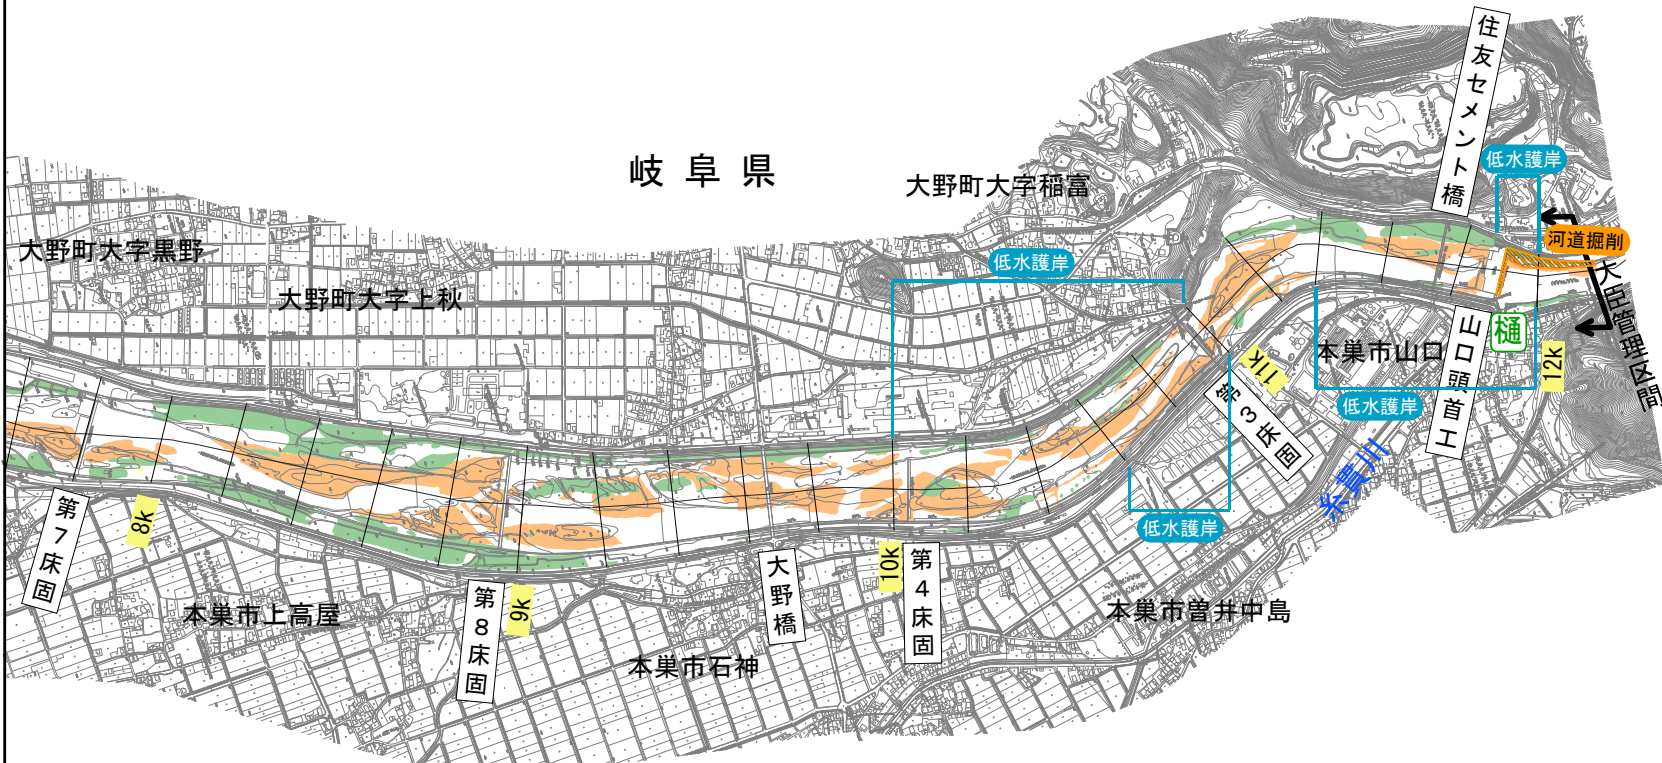 岐阜県
住友セメント橋
低水護岸
大野町大字稲富
河道掘削
大野町大字黒野
低水護岸
大臣管理区間
大野町大字上秋
樋
本巣市山口
山口頭首工
12k
11k
第3床固
低水護岸
糸貫川
第7床固
8k
低水護岸
10k
第4床固
大野橋
第8床固
9k
本巣市上高屋
本巣市曽井中島
本巣市石神